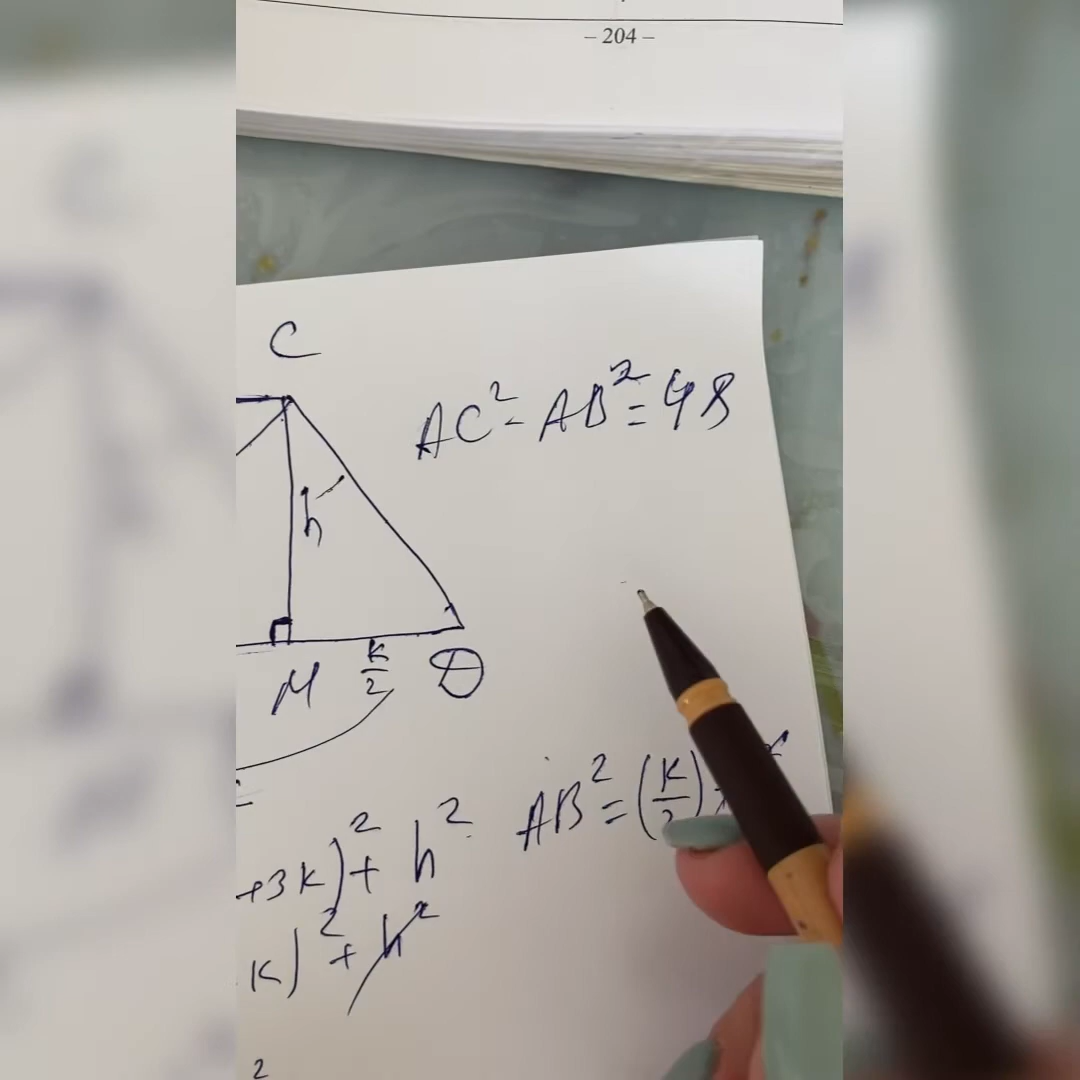 – 204 –
C
AC² - AB² = 48
h
M
K/2
D
AB² = (K/2)
+3K)² + h²
K)² + h²
2